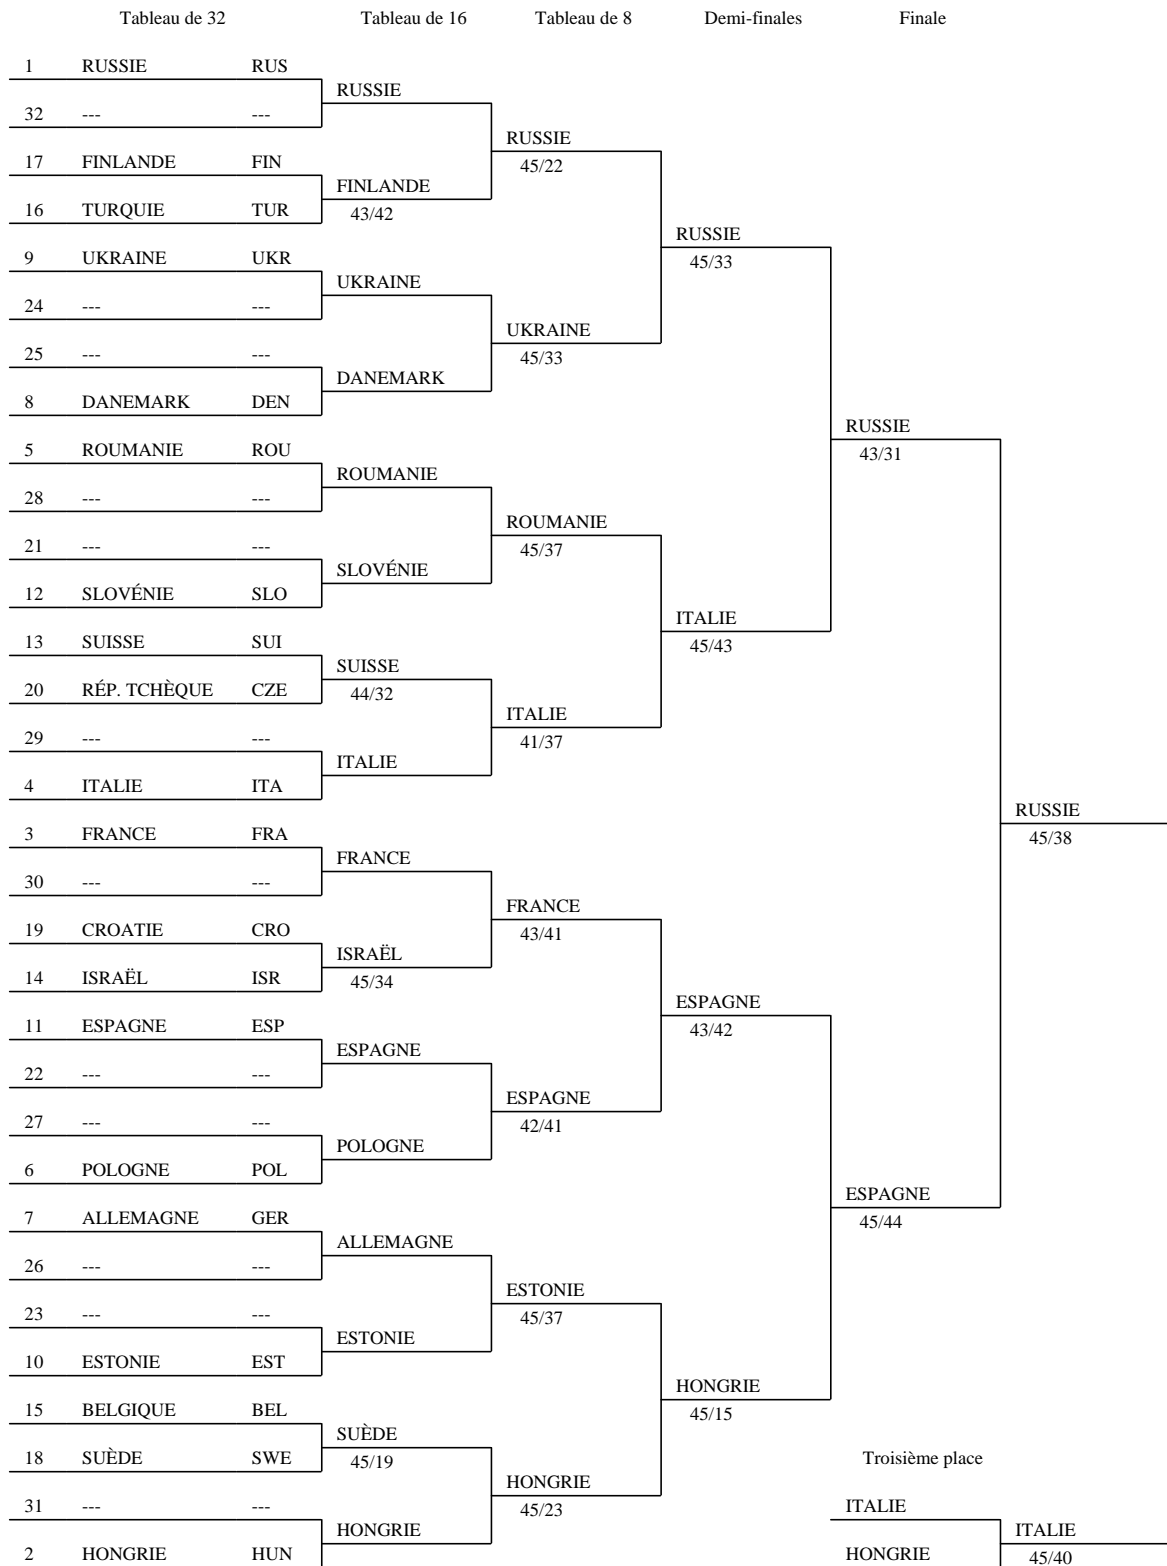 Tableau de 32 Tableau de 16 Tableau de 8 Demi-finales Finale
1 RUSSIE RUS
RUSSIE
32 --- ---
RUSSIE
45/22
17 FINLANDE FIN
FINLANDE
43/42
16 TURQUIE TUR
RUSSIE
45/33
9 UKRAINE UKR
UKRAINE
24 --- ---
UKRAINE
45/33
25 --- ---
DANEMARK
8 DANEMARK DEN
RUSSIE
43/31
5 ROUMANIE ROU
ROUMANIE
28 --- ---
ROUMANIE
45/37
21 --- ---
SLOVÉNIE
12 SLOVÉNIE SLO
ITALIE
45/43
13 SUISSE SUI
SUISSE
44/32
20 RÉP. TCHÈQUE CZE
ITALIE
41/37
29 --- ---
ITALIE
4 ITALIE ITA
RUSSIE
45/38
3 FRANCE FRA
FRANCE
30 --- ---
FRANCE
43/41
19 CROATIE CRO
ISRAËL
45/34
14 ISRAËL ISR
ESPAGNE
43/42
11 ESPAGNE ESP
ESPAGNE
22 --- ---
ESPAGNE
42/41
27 --- ---
POLOGNE
6 POLOGNE POL
ESPAGNE
45/44
7 ALLEMAGNE GER
ALLEMAGNE
26 --- ---
ESTONIE
45/37
23 --- ---
ESTONIE
10 ESTONIE EST
HONGRIE
45/15
15 BELGIQUE BEL
SUÈDE
45/19
18 SUÈDE SWE
HONGRIE
45/23
31 --- ---
HONGRIE
2 HONGRIE HUN
Troisième place
ITALIE
ITALIE
45/40
HONGRIE